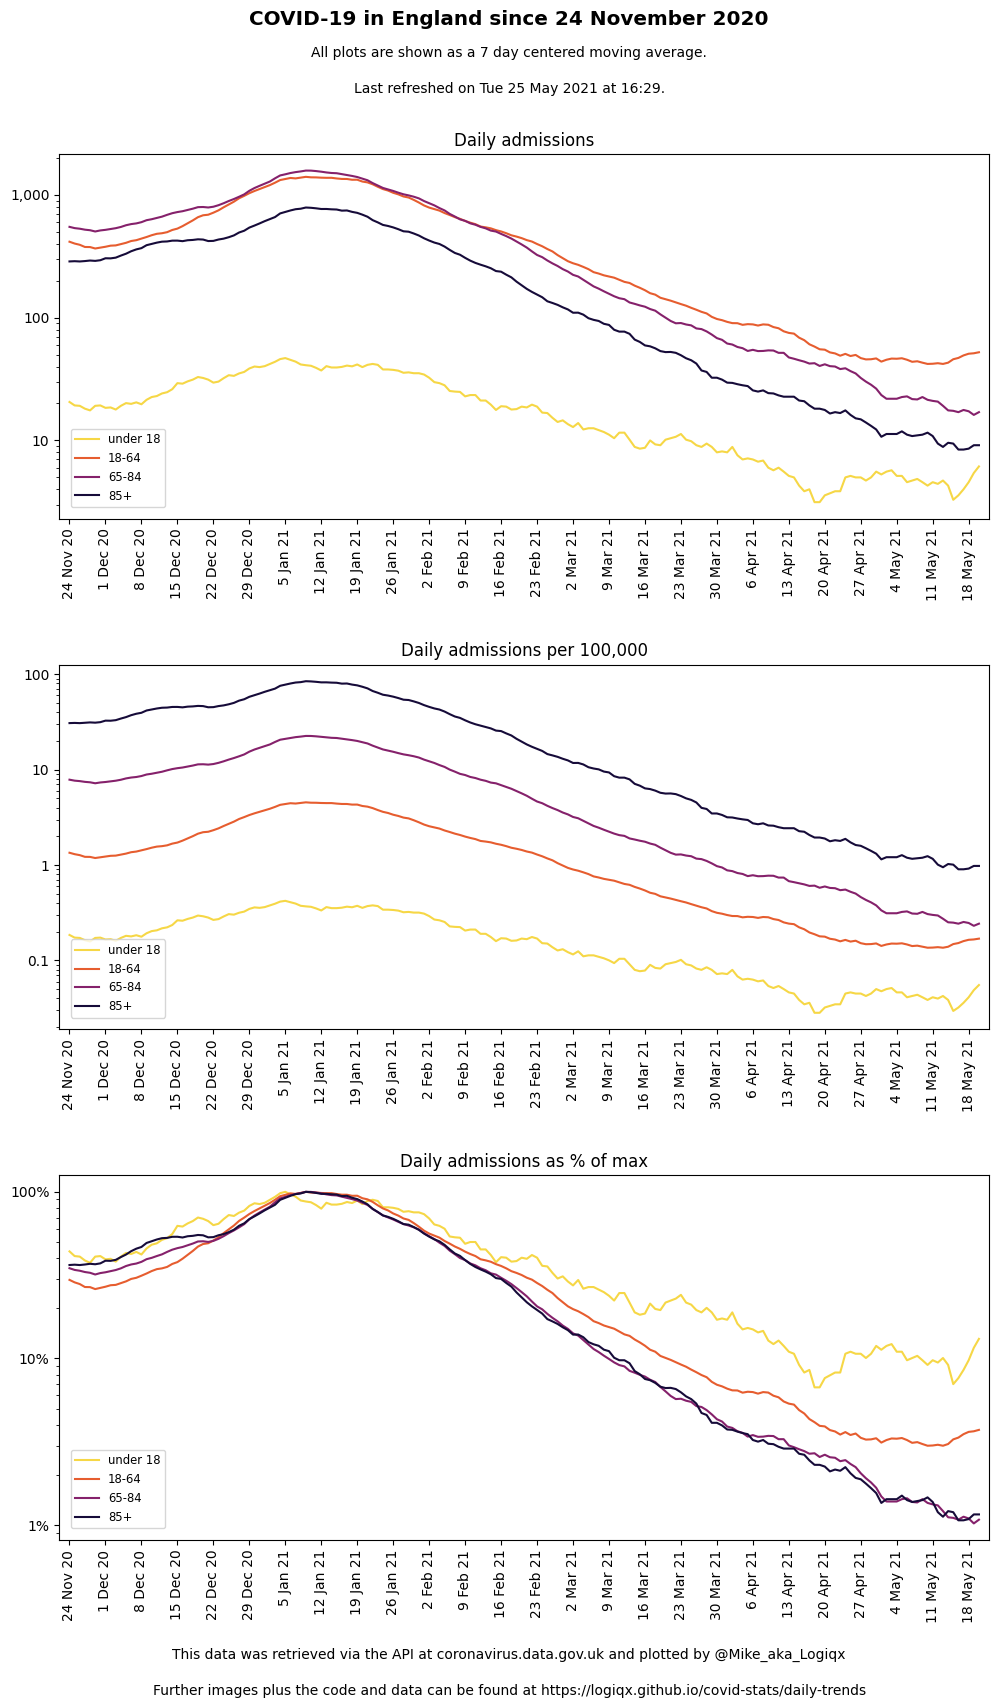 COVID-19 in England since 24 November 2020
All plots are shown as a 7 day centered moving average.
Last refreshed on Tue 25 May 2021 at 16:29.
Daily admissions
1,000
100
10
under 18
18-64
65-84
85+
24 Nov 20
1 Dec 20
8 Dec 20
15 Dec 20
22 Dec 20
29 Dec 20
5 Jan 21
12 Jan 21
19 Jan 21
26 Jan 21
2 Feb 21
9 Feb 21
16 Feb 21
23 Feb 21
2 Mar 21
9 Mar 21
16 Mar 21
23 Mar 21
30 Mar 21
6 Apr 21
13 Apr 21
20 Apr 21
27 Apr 21
4 May 21
11 May 21
18 May 21
Daily admissions per 100,000
100
10
1
0.1
under 18
18-64
65-84
85+
24 Nov 20
1 Dec 20
8 Dec 20
15 Dec 20
22 Dec 20
29 Dec 20
5 Jan 21
12 Jan 21
19 Jan 21
26 Jan 21
2 Feb 21
9 Feb 21
16 Feb 21
23 Feb 21
2 Mar 21
9 Mar 21
16 Mar 21
23 Mar 21
30 Mar 21
6 Apr 21
13 Apr 21
20 Apr 21
27 Apr 21
4 May 21
11 May 21
18 May 21
Daily admissions as % of max
100%
10%
1%
under 18
18-64
65-84
85+
24 Nov 20
1 Dec 20
8 Dec 20
15 Dec 20
22 Dec 20
29 Dec 20
5 Jan 21
12 Jan 21
19 Jan 21
26 Jan 21
2 Feb 21
9 Feb 21
16 Feb 21
23 Feb 21
2 Mar 21
9 Mar 21
16 Mar 21
23 Mar 21
30 Mar 21
6 Apr 21
13 Apr 21
20 Apr 21
27 Apr 21
4 May 21
11 May 21
18 May 21
This data was retrieved via the API at coronavirus.data.gov.uk and plotted by @Mike_aka_Logiqx
Further images plus the code and data can be found at https://logiqx.github.io/covid-stats/daily-trends